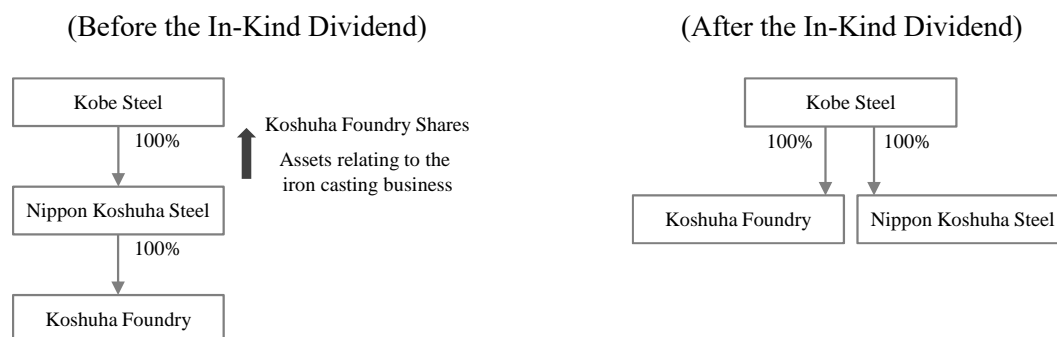 (Before the In-Kind Dividend)
Kobe Steel
100%
Koshuha Foundry Shares
Assets relating to the
iron casting business
Nippon Koshuha Steel
100%
Koshuha Foundry
(After the In-Kind Dividend)
Kobe Steel
100%
100%
Koshuha Foundry
Nippon Koshuha Steel